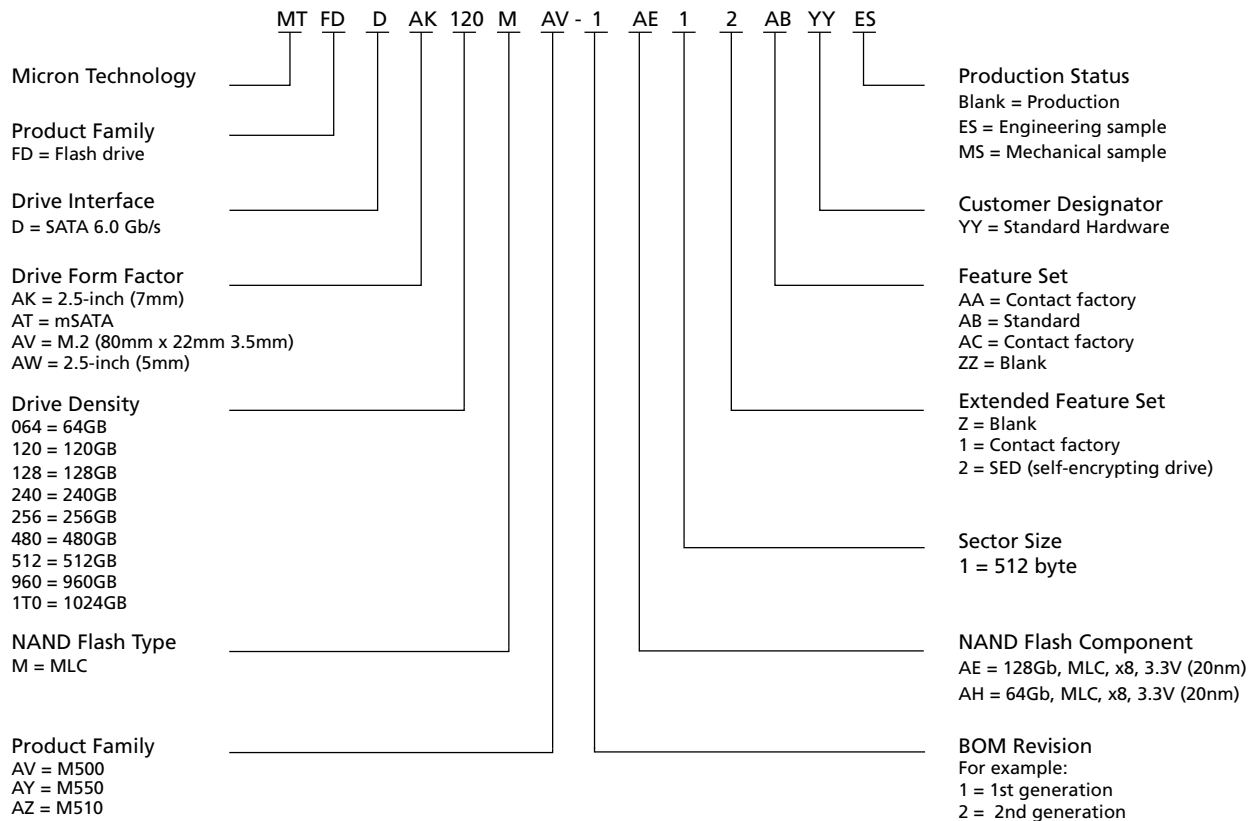 MT FD D AK 120 M AV - 1 AE 1 2 AB YY ES
Micron Technology
Product Family
FD = Flash drive
Drive Interface
D = SATA 6.0 Gb/s
Drive Form Factor
AK = 2.5-inch (7mm)
AT = mSATA
AV = M.2 (80mm x 22mm 3.5mm)
AW = 2.5-inch (5mm)
Drive Density
064 = 64GB
120 = 120GB
128 = 128GB
240 = 240GB
256 = 256GB
480 = 480GB
512 = 512GB
960 = 960GB
1T0 = 1024GB
NAND Flash Type
M = MLC
Product Family
AV = M500
AY = M550
AZ = M510
Production Status
Blank = Production
ES = Engineering sample
MS = Mechanical sample
Customer Designator
YY = Standard Hardware
Feature Set
AA = Contact factory
AB = Standard
AC = Contact factory
ZZ = Blank
Extended Feature Set
Z = Blank
1 = Contact factory
2 = SED (self-encrypting drive)
Sector Size
1 = 512 byte
NAND Flash Component
AE = 128Gb, MLC, x8, 3.3V (20nm)
AH = 64Gb, MLC, x8, 3.3V (20nm)
BOM Revision
For example:
1 = 1st generation
2 = 2nd generation